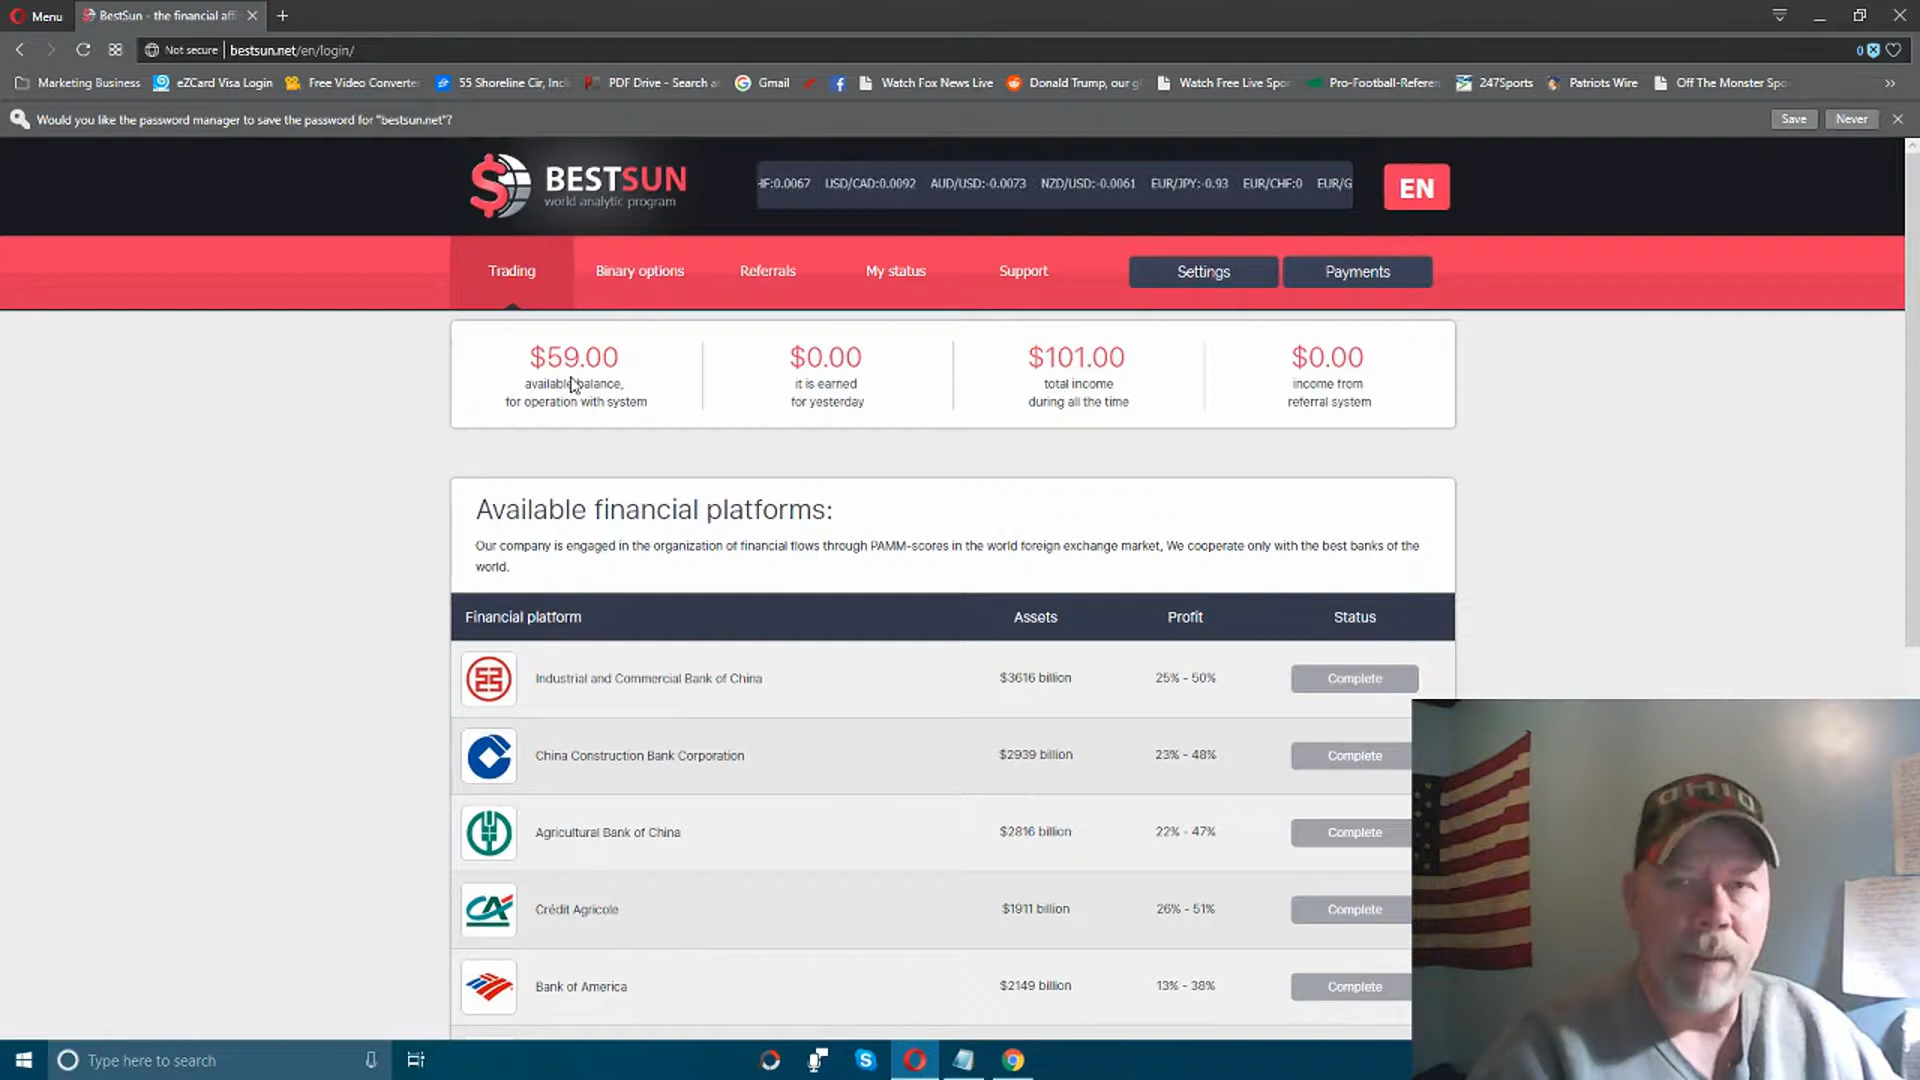 Menu
BestSun - the financial affi
Not secure
bestsun.net/en/login/
0
Marketing Business
eZCard Visa Login
Free Video Converte
55 Shoreline Cir, Incl
PDF Drive - Search a
Gmail
Watch Fox News Live
Donald Trump, our g
Watch Free Live Spor
Pro-Football-Referen
247Sports
Patriots Wire
Off The Monster Spo
Would you like the password manager to save the password for "bestsun.net"?
Save
Never
BESTSUN
world analytic program
HF:0.0067 USD/CAD:0.0092 AUD/USD:-0.0073 NZD/USD:-0.0061 EUR/JPY:-0.93 EUR/CHF:0 EUR/G
EN
Trading
Binary options
Referrals
My status
Support
Settings
Payments
$59.00
available balance,
for operation with system
$0.00
it is earned
for yesterday
$101.00
total income
during all the time
$0.00
income from
referral system
Available financial platforms:
Our company is engaged in the organization of financial flows through PAMM-scores in the world foreign exchange market, We cooperate only with the best banks of the
world.
Financial platform Assets Profit Status
Industrial and Commercial Bank of China $3616 billion 25% - 50% Complete
China Construction Bank Corporation $2939 billion 23% - 48% Complete
Agricultural Bank of China $2816 billion 22% - 47% Complete
Crédit Agricole $1911 billion 26% - 51% Complete
Bank of America $2149 billion 13% - 38% Complete
OHIO
Type here to search